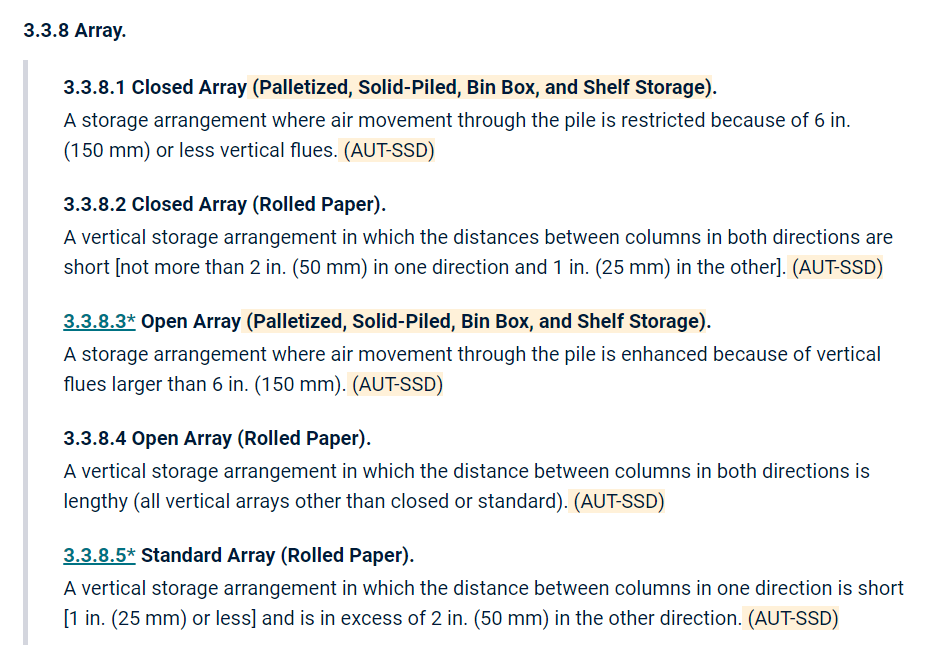 3.3.8 Array.
3.3.8.1 Closed Array (Palletized, Solid-Piled, Bin Box, and Shelf Storage).
A storage arrangement where air movement through the pile is restricted because of 6 in.
(150 mm) or less vertical flues. (AUT-SSD)
3.3.8.2 Closed Array (Rolled Paper).
A vertical storage arrangement in which the distances between columns in both directions are
short [not more than 2 in. (50 mm) in one direction and 1 in. (25 mm) in the other]. (AUT-SSD)
3.3.8.3* Open Array (Palletized, Solid-Piled, Bin Box, and Shelf Storage).
A storage arrangement where air movement through the pile is enhanced because of vertical
flues larger than 6 in. (150 mm). (AUT-SSD)
3.3.8.4 Open Array (Rolled Paper).
A vertical storage arrangement in which the distance between columns in both directions is
lengthy (all vertical arrays other than closed or standard). (AUT-SSD)
3.3.8.5* Standard Array (Rolled Paper).
A vertical storage arrangement in which the distance between columns in one direction is short
[1 in. (25 mm) or less] and is in excess of 2 in. (50 mm) in the other direction. (AUT-SSD)